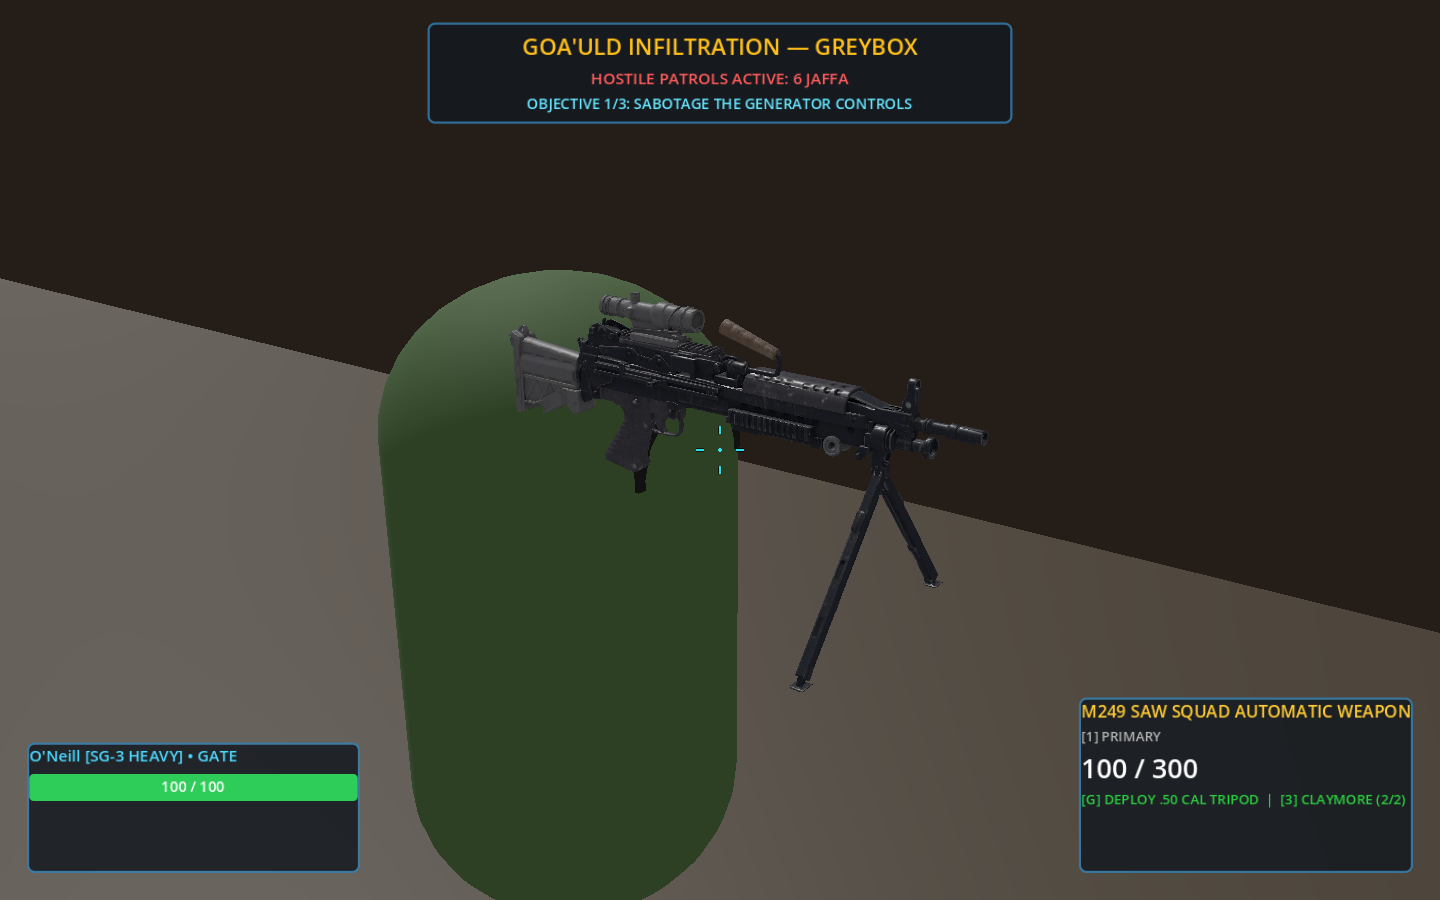 GOA'ULD INFILTRATION — GREYBOX
HOSTILE PATROLS ACTIVE: 6 JAFFA
OBJECTIVE 1/3: SABOTAGE THE GENERATOR CONTROLS
O'Neill [SG-3 HEAVY] • GATE
100 / 100
M249 SAW SQUAD AUTOMATIC WEAPON
[1] PRIMARY
100 / 300
[G] DEPLOY .50 CAL TRIPOD | [3] CLAYMORE (2/2)